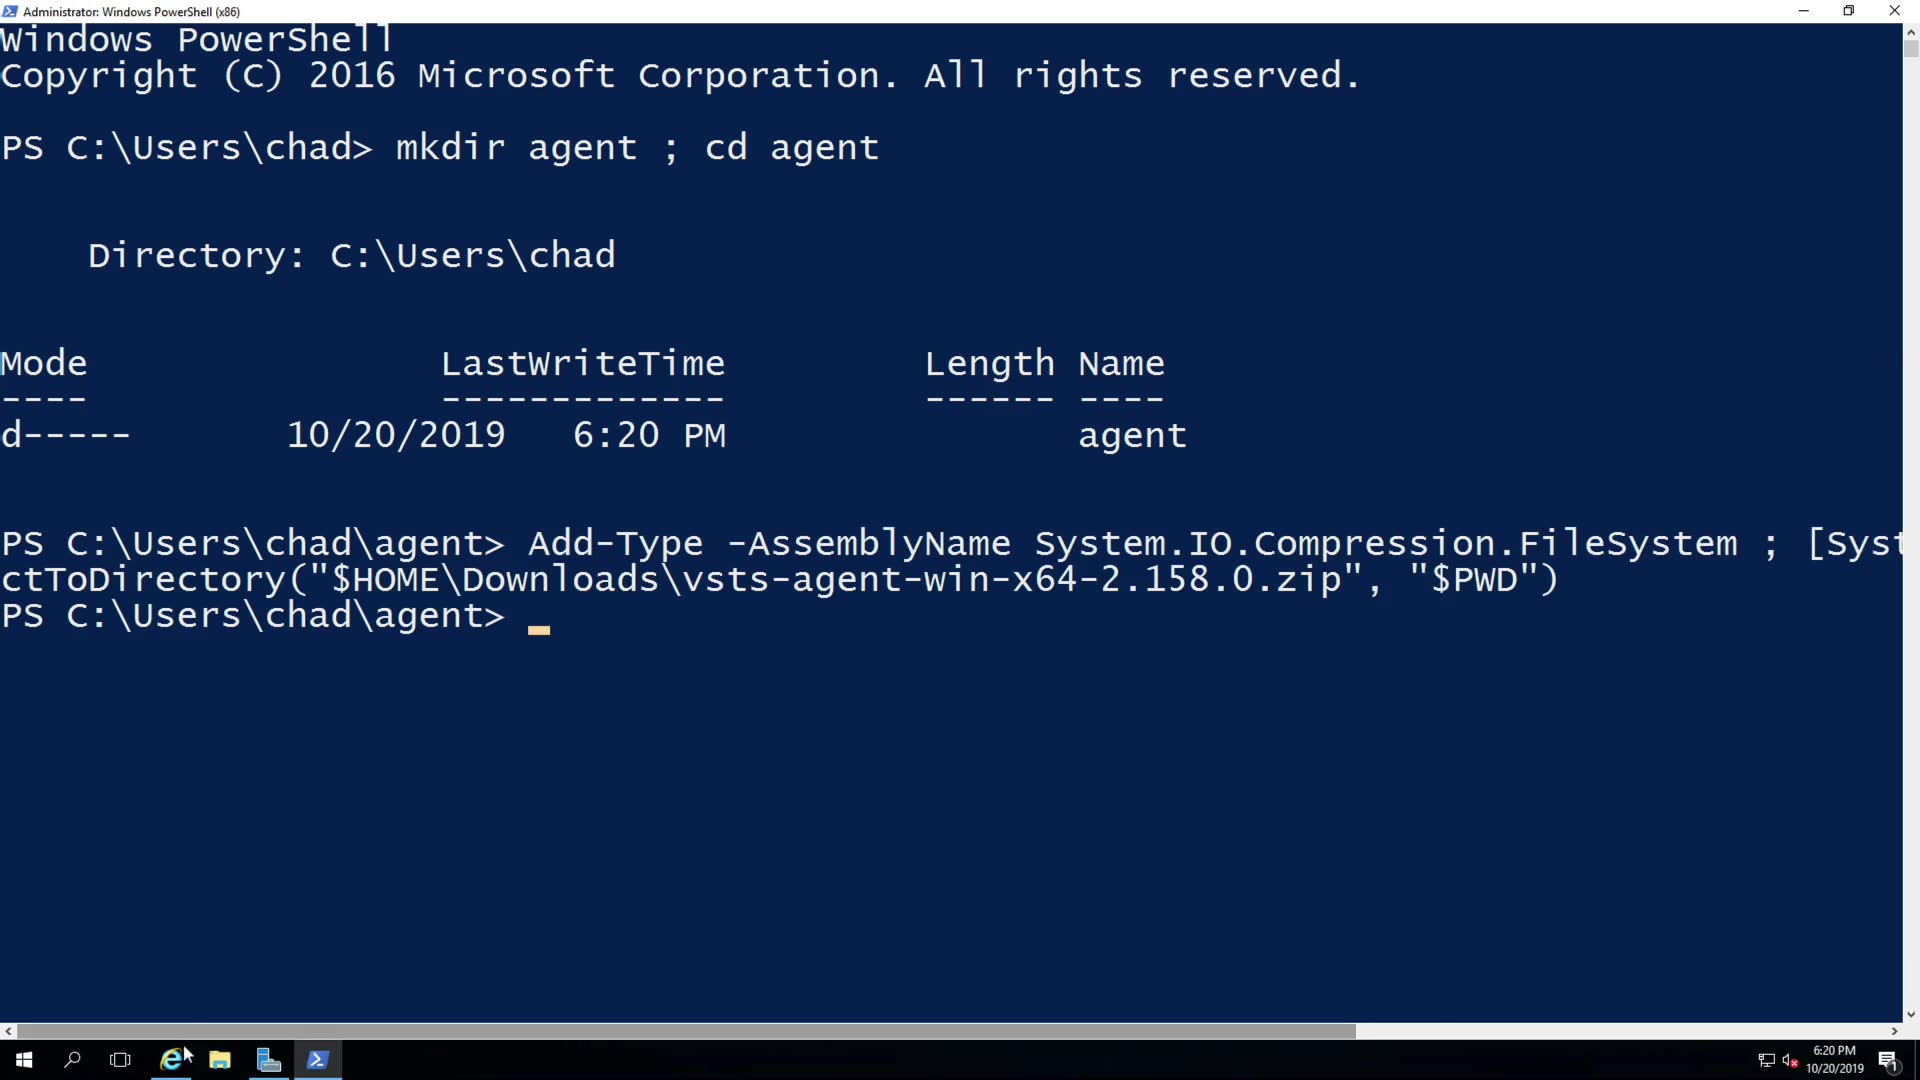 Administrator: Windows PowerShell (x86)
Windows PowerShell
Copyright (C) 2016 Microsoft Corporation. All rights reserved.
PS C:\Users\chad> mkdir agent ; cd agent
Directory: C:\Users\chad
Mode LastWriteTime Length Name
---- ------------- ------ ----
d----- 10/20/2019 6:20 PM agent
PS C:\Users\chad\agent> Add-Type -AssemblyName System.IO.Compression.FileSystem ; [Syst
ctToDirectory("$HOME\Downloads\vsts-agent-win-x64-2.158.0.zip", "$PWD")
PS C:\Users\chad\agent>
6:20 PM
10/20/2019
1